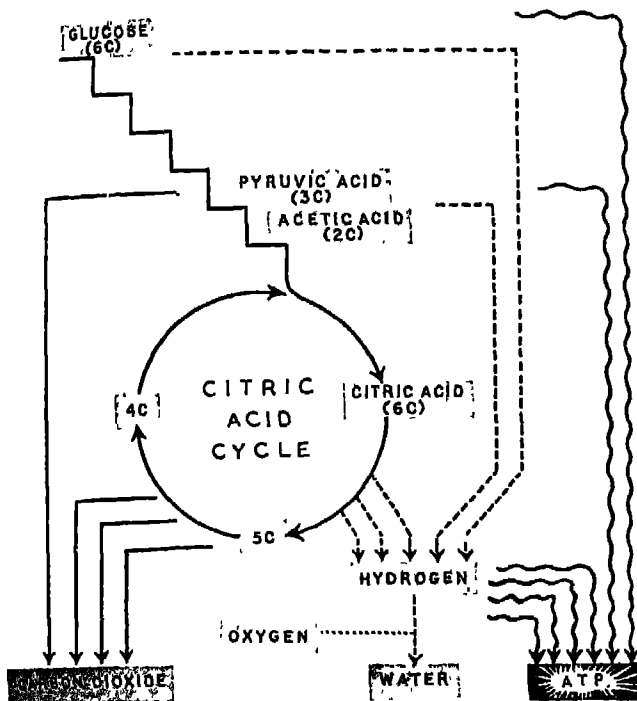 GLUCOSE
(6C)
PYRUVIC ACID
(3C)
ACETIC ACID
(2C)
CITRIC
ACID
CYCLE
CITRIC ACID
(6C)
4C
5C
HYDROGEN
OXYGEN
CARBON DIOXIDE
WATER
ATP